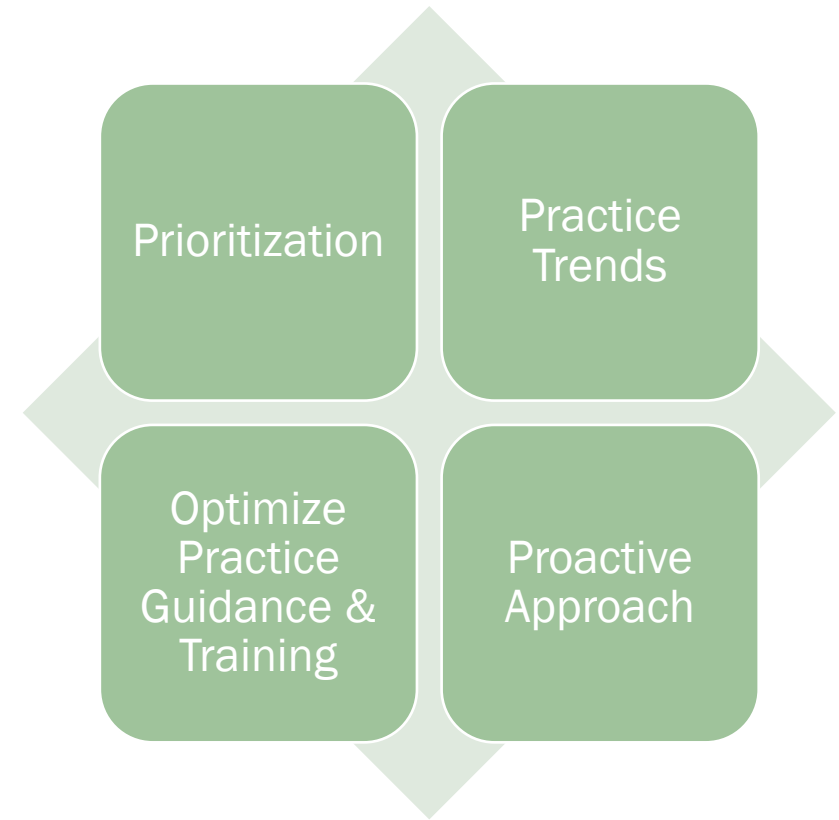 Prioritization
Practice
Trends
Optimize
Practice
Guidance &
Training
Proactive
Approach